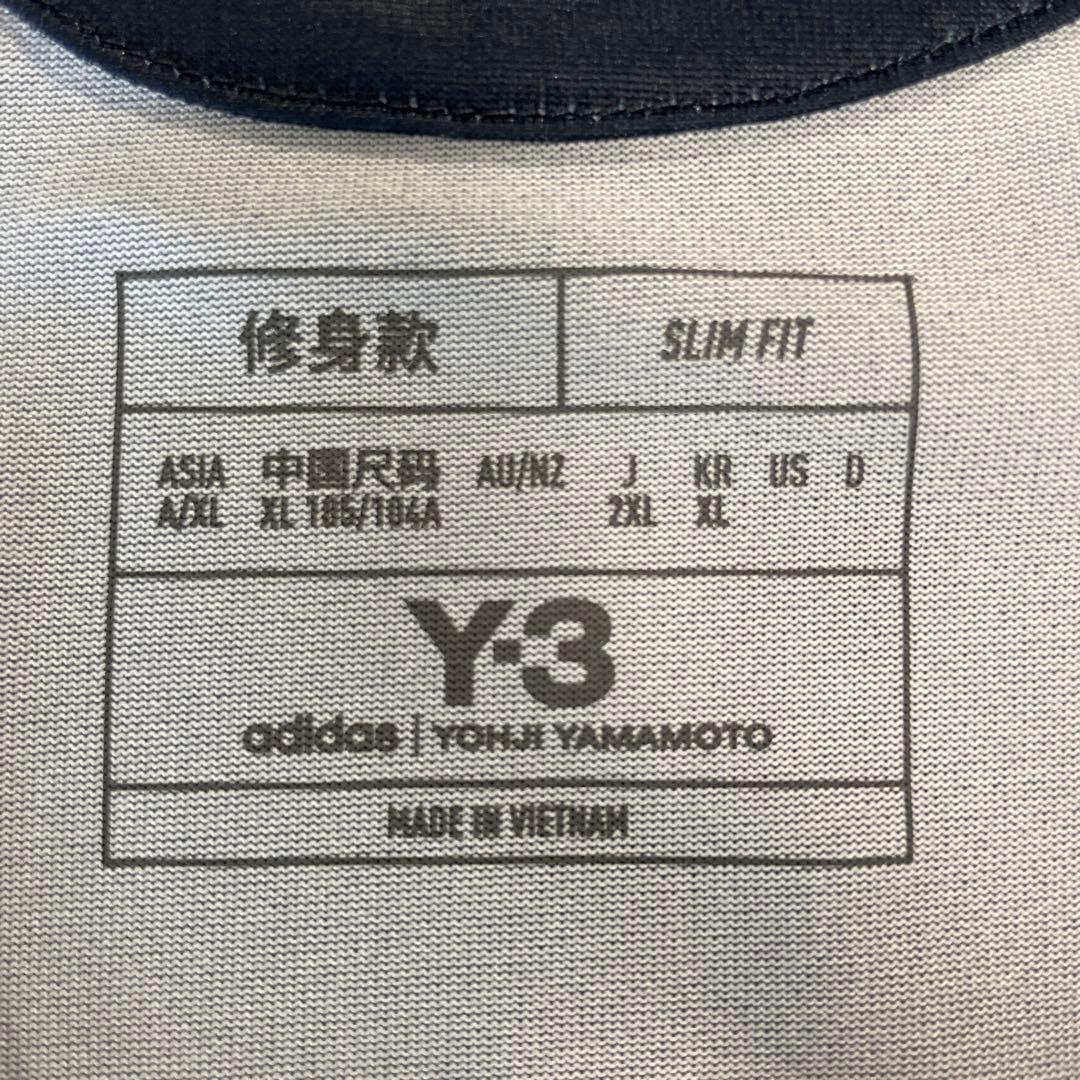 修身款 SLIM FIT
ASIA 中国尺码 AU/NZ J KR US D
A/XL XL 185/104A 2XL XL
Y-3
adidas | YOHJI YAMAMOTO
MADE IN VIETNAM